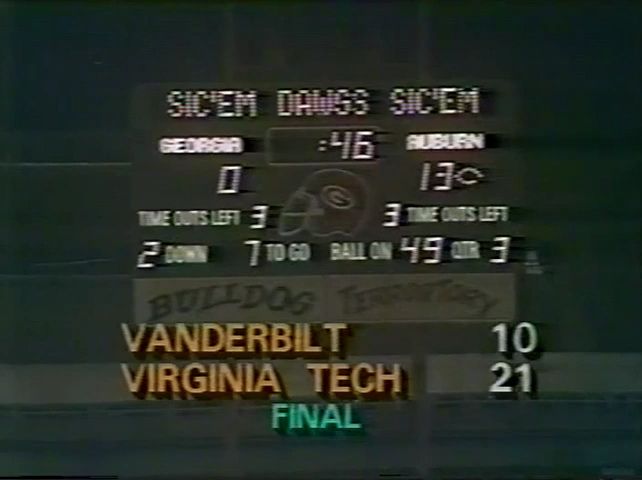 SIC'EM DAWGS SIC'EM
GEORGIA :46 AUBURN
0 13
TIME OUTS LEFT 3 3 TIME OUTS LEFT
2 DOWN 7 TO GO BALL ON 49 QTR 3
BULLDOG TERRITORY
VANDERBILT 10
VIRGINIA TECH 21
FINAL